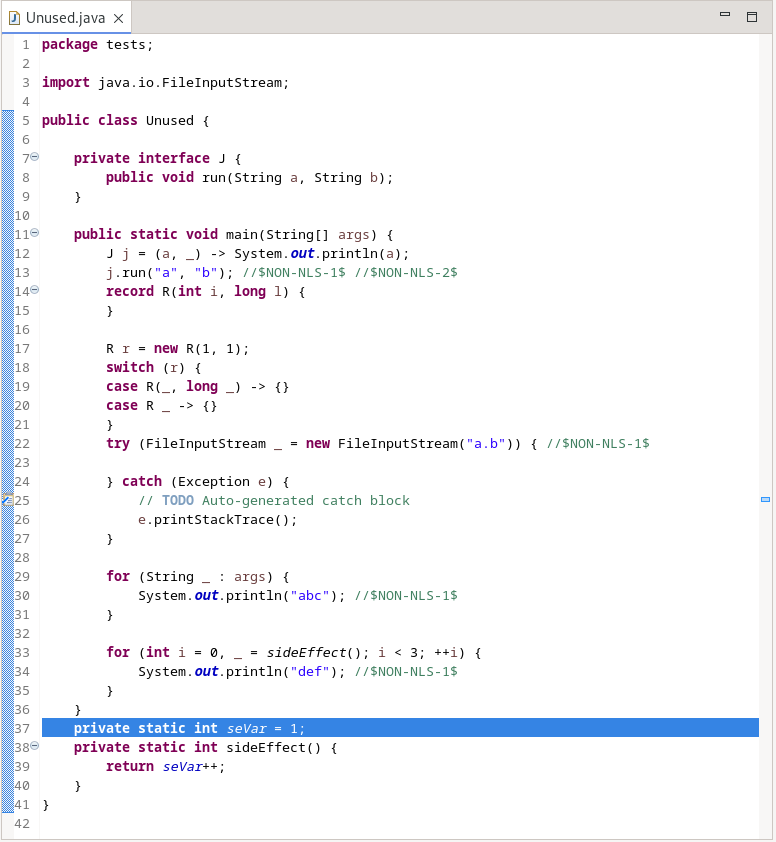 Unused.java
1 package tests;
2
3 import java.io.FileInputStream;
4
5 public class Unused {
6
7     private interface J {
8         public void run(String a, String b);
9     }
10
11     public static void main(String[] args) {
12         J j = (a, _) -> System.out.println(a);
13         j.run("a", "b"); //$NON-NLS-1$ //$NON-NLS-2$
14         record R(int i, long l) {
15         }
16
17         R r = new R(1, 1);
18         switch (r) {
19         case R(_, long _) -> {}
20         case R _ -> {}
21         }
22         try (FileInputStream _ = new FileInputStream("a.b")) { //$NON-NLS-1$
23
24         } catch (Exception e) {
25             // TODO Auto-generated catch block
26             e.printStackTrace();
27         }
28
29         for (String _ : args) {
30             System.out.println("abc"); //$NON-NLS-1$
31         }
32
33         for (int i = 0, _ = sideEffect(); i < 3; ++i) {
34             System.out.println("def"); //$NON-NLS-1$
35         }
36     }
37     private static int seVar = 1;
38     private static int sideEffect() {
39         return seVar++;
40     }
41 }
42